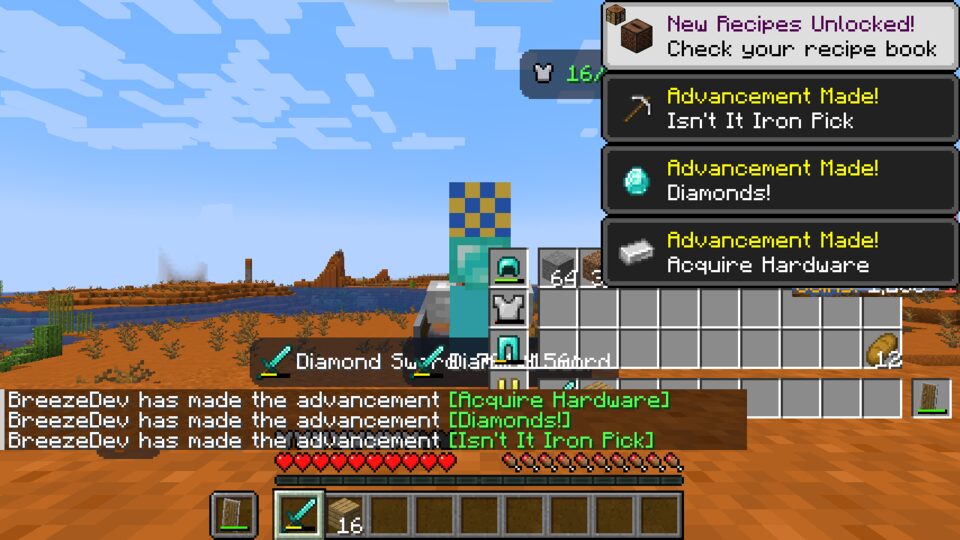 New Recipes Unlocked!
Check your recipe book
16/
Advancement Made!
Isn't It Iron Pick
Advancement Made!
Diamonds!
Advancement Made!
Acquire Hardware
64
12
Diamond
BreezeDev has made the advancement [Acquire Hardware]
BreezeDev has made the advancement [Diamonds!]
BreezeDev has made the advancement [Isn't It Iron Pick]
16